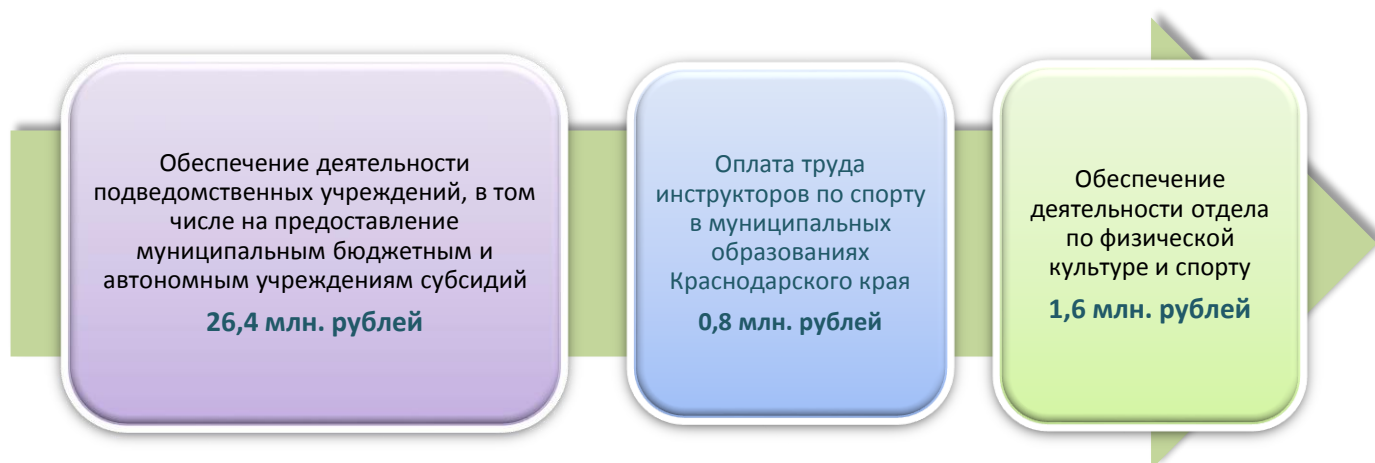 Обеспечение деятельности
подведомственных учреждений, в том
числе на предоставление
муниципальным бюджетным и
автономным учреждениям субсидий
26,4 млн. рублей
Оплата труда
инструкторов по спорту
в муниципальных
образованиях
Краснодарского края
0,8 млн. рублей
Обеспечение
деятельности отдела
по физической
культуре и спорту
1,6 млн. рублей